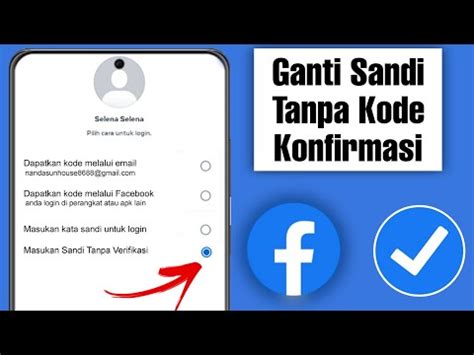 Selena Selena
Pilih cara untuk login.
Dapatkan kode melalui email
nandasunhouse8688@gmail.com
Dapatkan kode melalui Facebook
anda login di perangkat atau apk lain
Masukan kata sandi untuk login
Masukan Sandi Tanpa Verifikasi
Ganti Sandi
Tanpa Kode
Konfirmasi